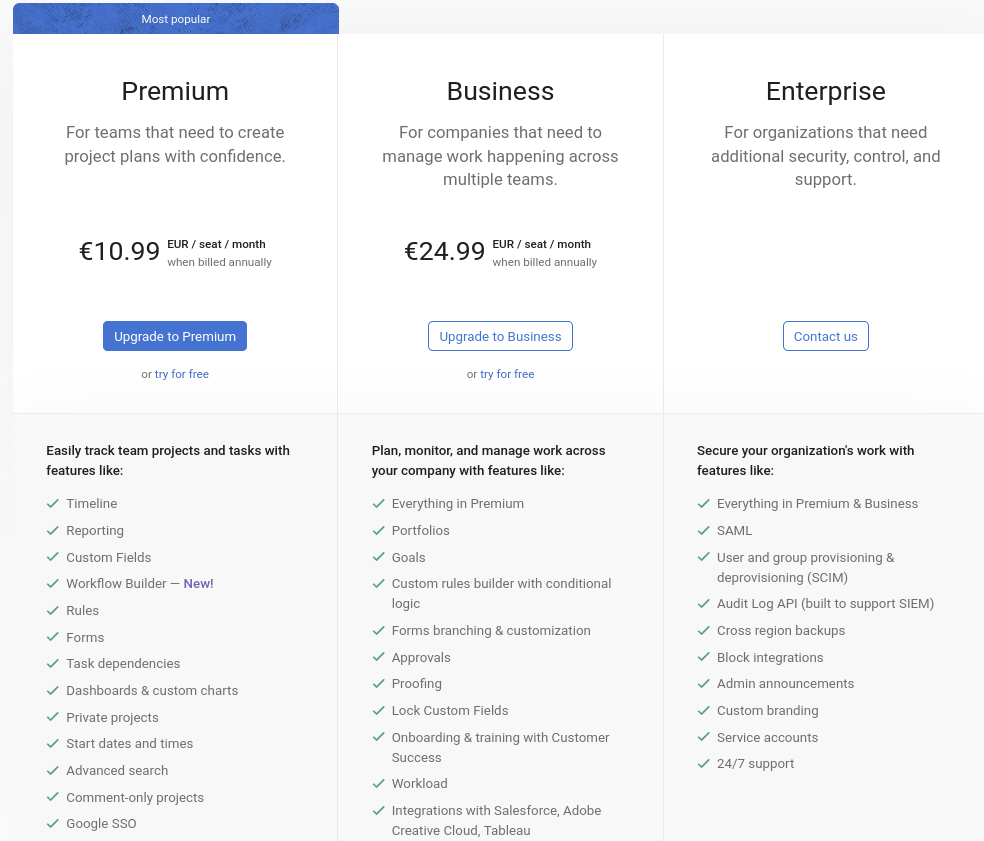 Most popular
Premium
For teams that need to create
project plans with confidence.
€10.99
EUR / seat / month
when billed annually
Upgrade to Premium
or try for free
Easily track team projects and tasks with
features like:
Timeline
Reporting
Custom Fields
Workflow Builder — New!
Rules
Forms
Task dependencies
Dashboards & custom charts
Private projects
Start dates and times
Advanced search
Comment-only projects
Google SSO
Business
For companies that need to
manage work happening across
multiple teams.
€24.99
EUR / seat / month
when billed annually
Upgrade to Business
or try for free
Plan, monitor, and manage work across
your company with features like:
Everything in Premium
Portfolios
Goals
Custom rules builder with conditional
logic
Forms branching & customization
Approvals
Proofing
Lock Custom Fields
Onboarding & training with Customer
Success
Workload
Integrations with Salesforce, Adobe
Creative Cloud, Tableau
Enterprise
For organizations that need
additional security, control, and
support.
Contact us
Secure your organization's work with
features like:
Everything in Premium & Business
SAML
User and group provisioning &
deprovisioning (SCIM)
Audit Log API (built to support SIEM)
Cross region backups
Block integrations
Admin announcements
Custom branding
Service accounts
24/7 support